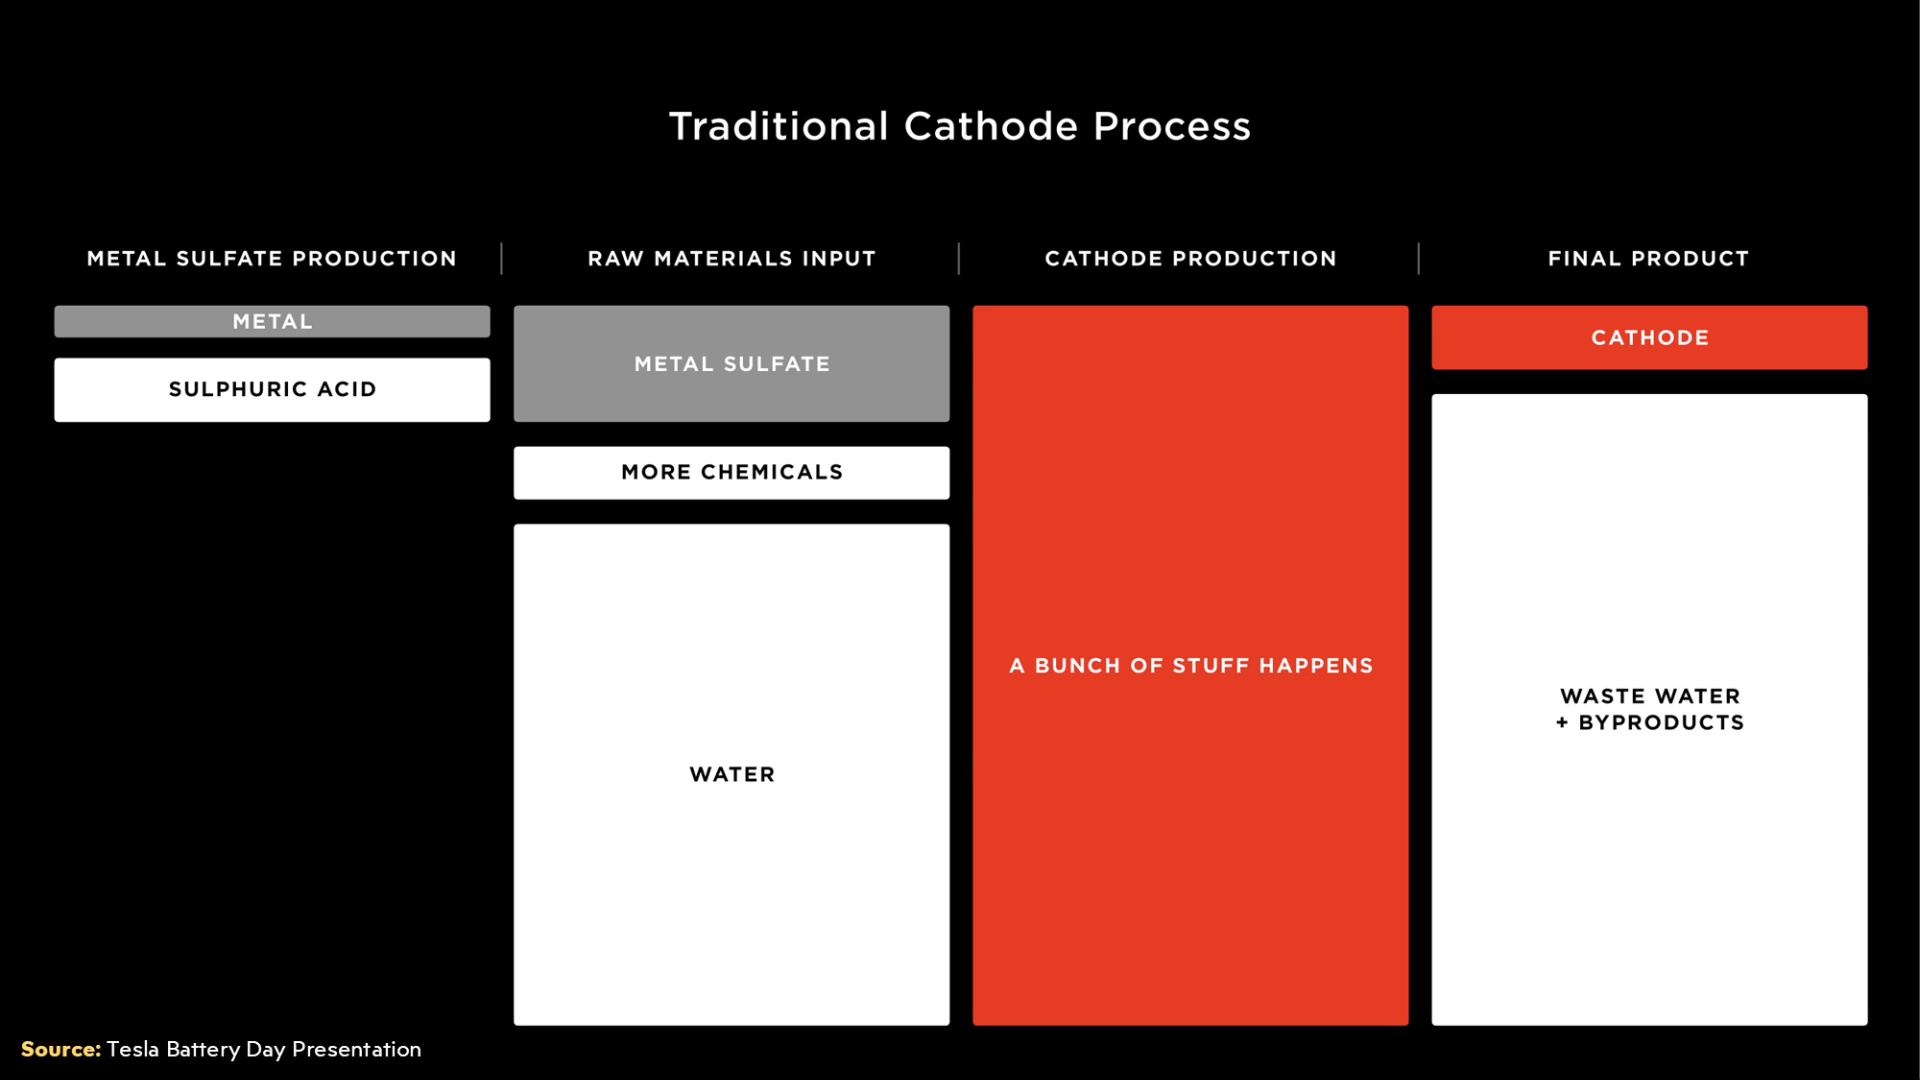 Traditional Cathode Process
METAL SULFATE PRODUCTION
RAW MATERIALS INPUT
CATHODE PRODUCTION
FINAL PRODUCT
METAL
SULPHURIC ACID
METAL SULFATE
MORE CHEMICALS
WATER
A BUNCH OF STUFF HAPPENS
CATHODE
WASTE WATER
+ BYPRODUCTS
Source: Tesla Battery Day Presentation